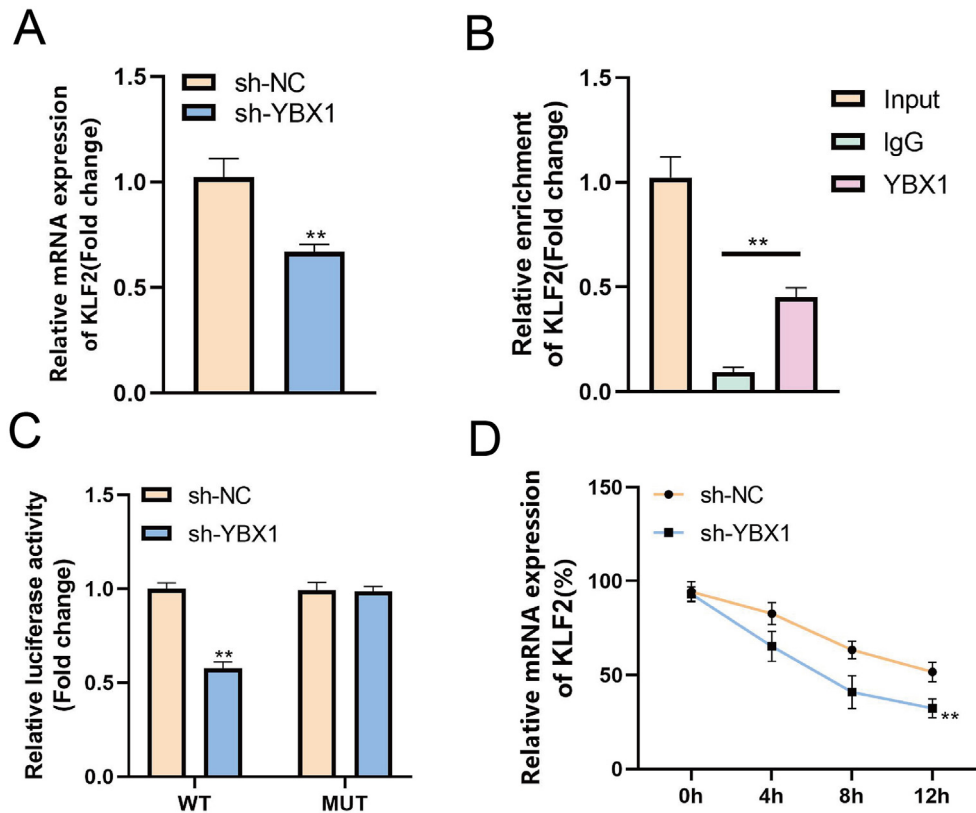 A
Relative mRNA expression
of KLF2(Fold change)
1.5
1.0
0.5
0.0
sh-NC
sh-YBX1
**
B
Relative enrichment
of KLF2(Fold change)
1.5
1.0
0.5
0.0
**
Input
IgG
YBX1
C
Relative luciferase activity
(Fold change)
1.5
1.0
0.5
0.0
sh-NC
sh-YBX1
**
WT MUT
D
Relative mRNA expression
of KLF2(%)
150
100
50
0
sh-NC
sh-YBX1
**
0h 4h 8h 12h